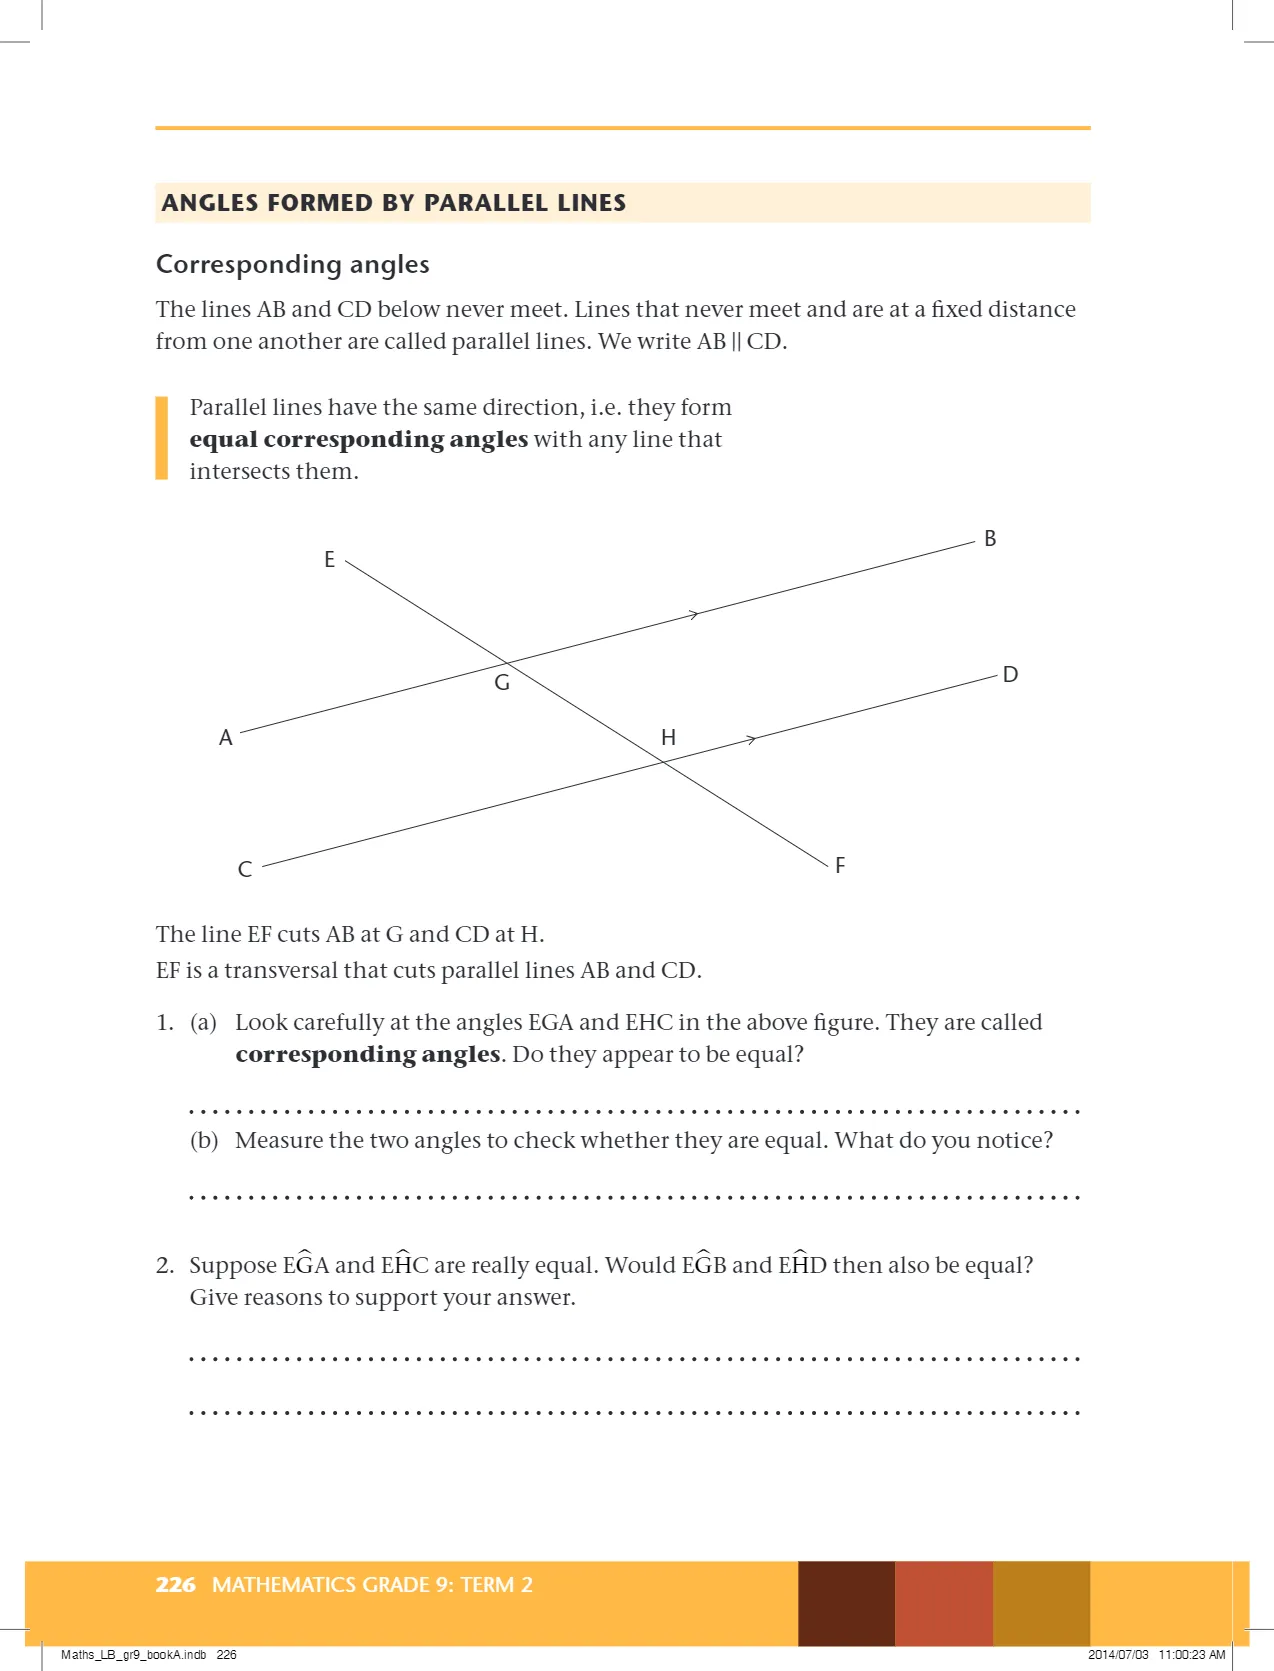 ANGLES FORMED BY PARALLEL LINES
Corresponding angles
The lines AB and CD below never meet. Lines that never meet and are at a fixed distance
from one another are called parallel lines. We write AB || CD.
Parallel lines have the same direction, i.e. they form
equal corresponding angles with any line that
intersects them.
E
B
G
D
A
H
C
F
The line EF cuts AB at G and CD at H.
EF is a transversal that cuts parallel lines AB and CD.
1. (a) Look carefully at the angles EGA and EHC in the above figure. They are called
corresponding angles. Do they appear to be equal?
(b) Measure the two angles to check whether they are equal. What do you notice?
2. Suppose EĜA and EĤC are really equal. Would EĜB and EĤD then also be equal?
Give reasons to support your answer.
226 MATHEMATICS GRADE 9: TERM 2
Maths_LB_gr9_bookA.indb 226
2014/07/03 11:00:23 AM